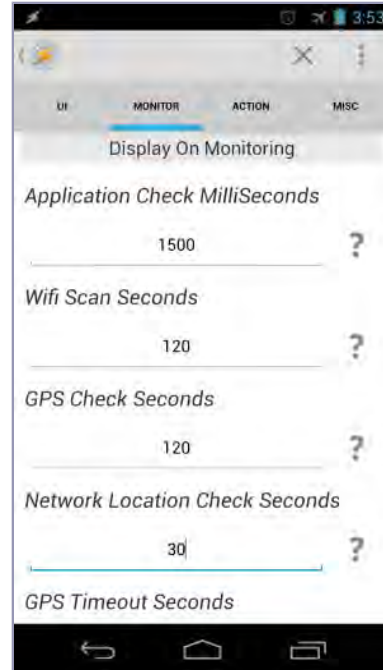 3:53
UI MONITOR ACTION MISC
Display On Monitoring
Application Check MilliSeconds
1500 ?
Wifi Scan Seconds
120 ?
GPS Check Seconds
120 ?
Network Location Check Seconds
30 ?
GPS Timeout Seconds